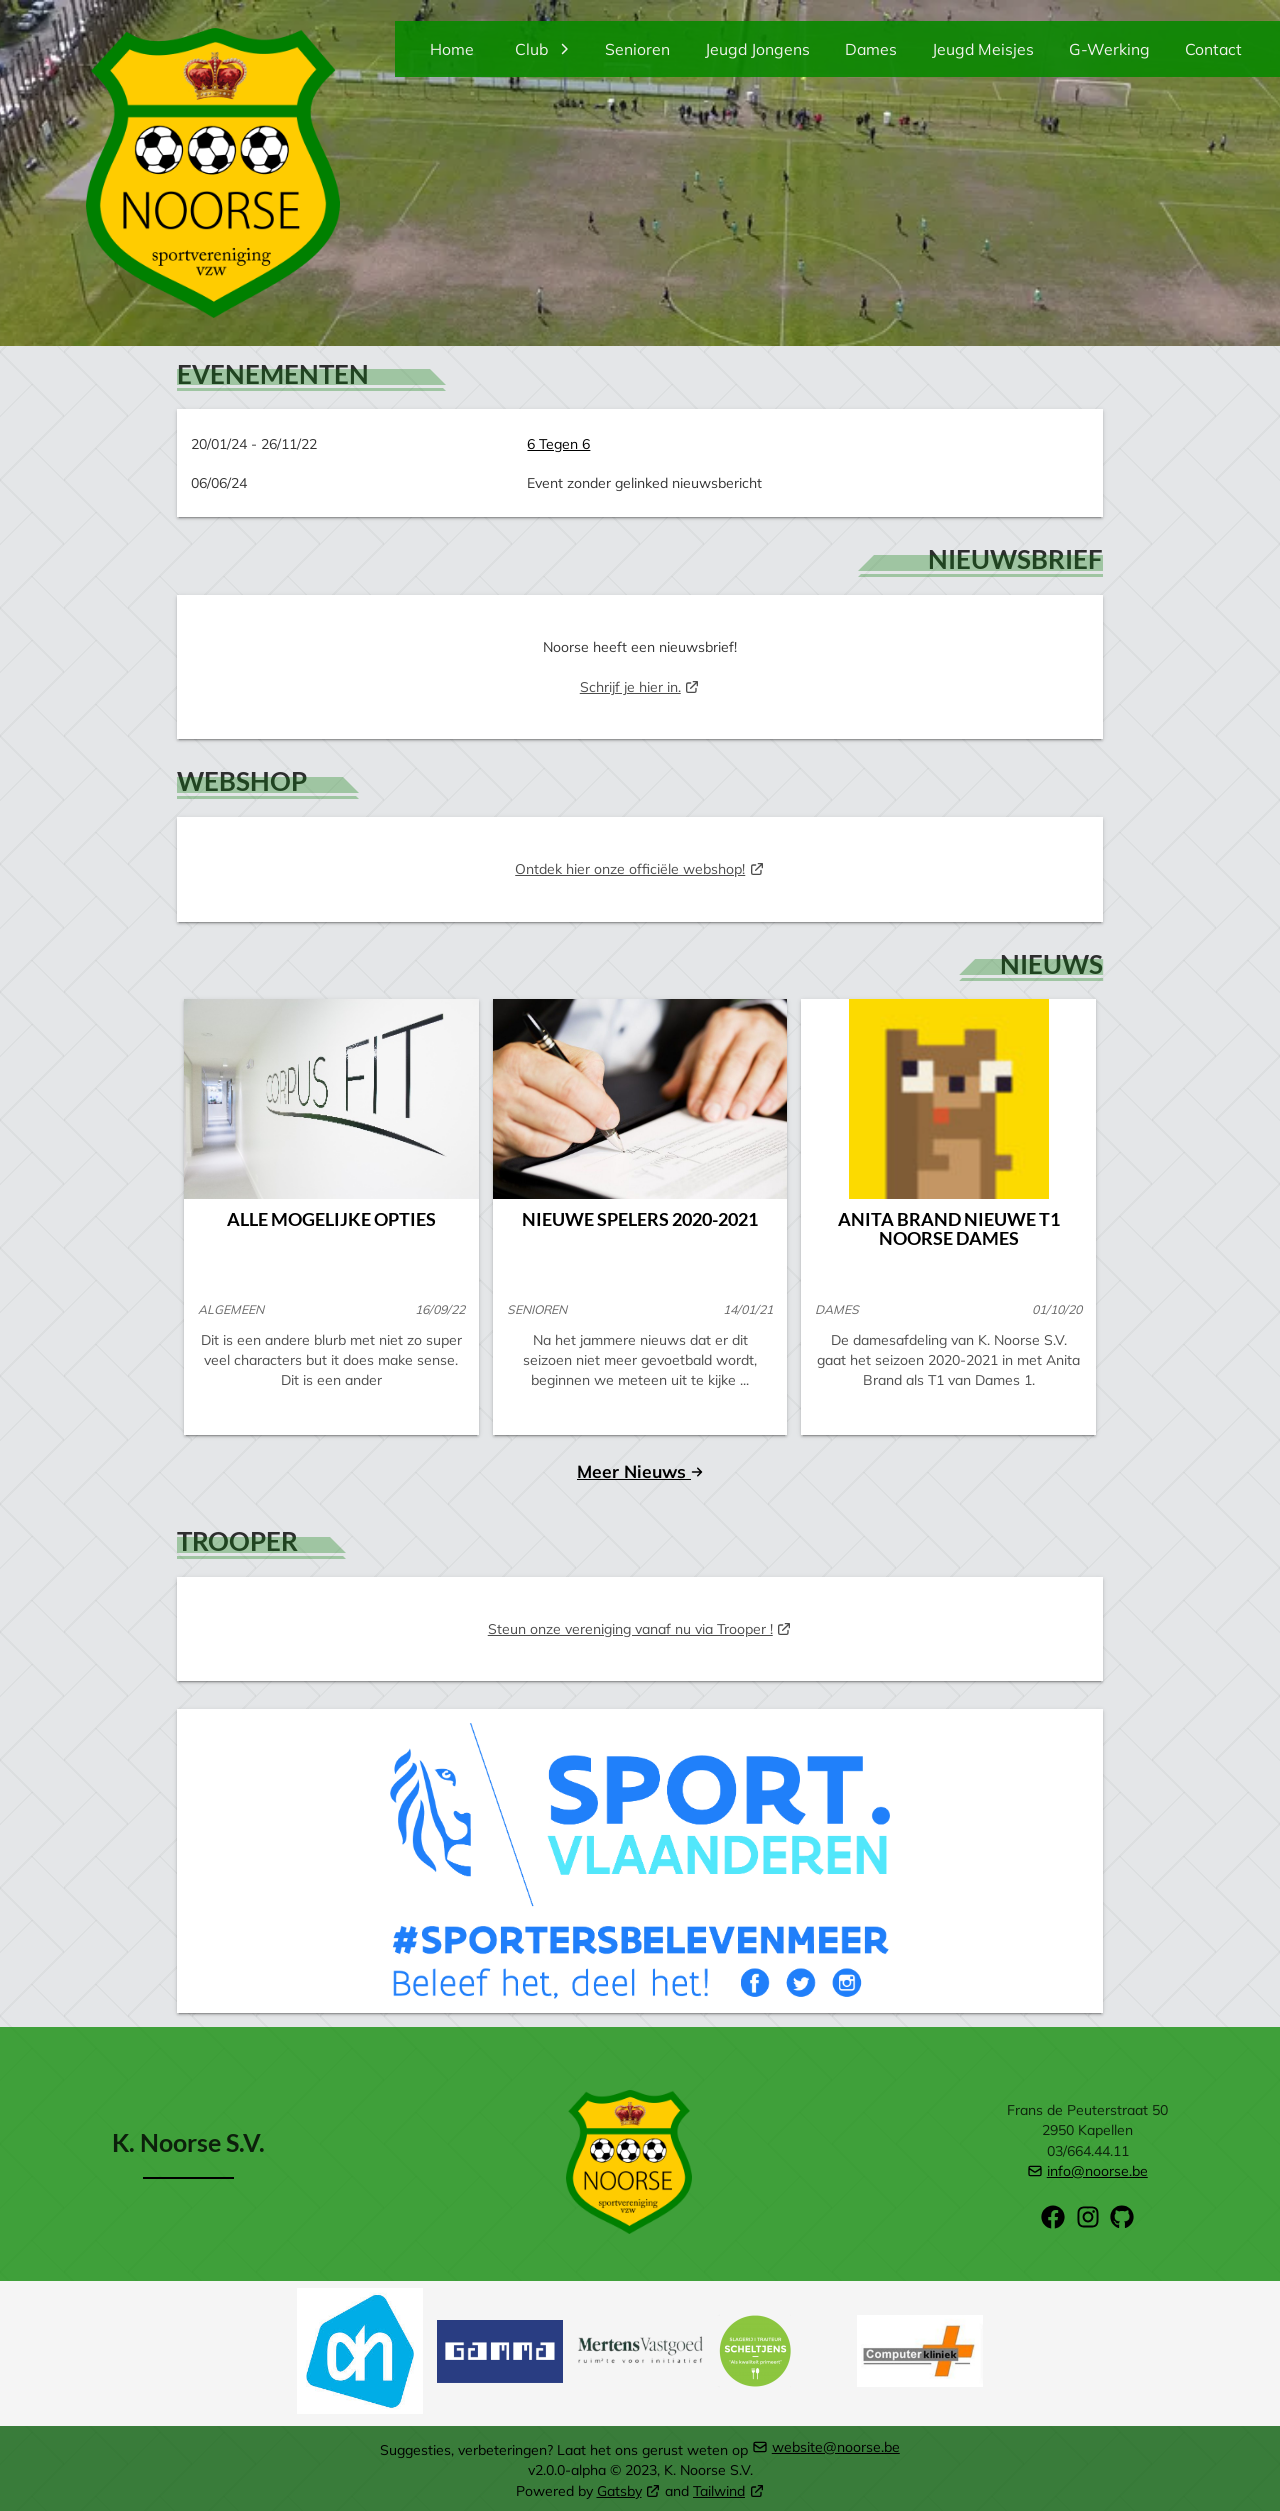 Home Club Senioren Jeugd Jongens Dames Jeugd Meisjes G-Werking Contact
NOORSE
sportvereniging
vzw
EVENEMENTEN
20/01/24 - 26/11/22 6 Tegen 6
06/06/24 Event zonder gelinked nieuwsbericht
NIEUWSBRIEF
Noorse heeft een nieuwsbrief!
Schrijf je hier in.
WEBSHOP
Ontdek hier onze officiële webshop!
NIEUWS
CORPUS FIT
ALLE MOGELIJKE OPTIES
ALGEMEEN 16/09/22
Dit is een andere blurb met niet zo super
veel characters but it does make sense.
Dit is een ander
NIEUWE SPELERS 2020-2021
SENIOREN 14/01/21
Na het jammere nieuws dat er dit
seizoen niet meer gevoetbald wordt,
beginnen we meteen uit te kijke ...
ANITA BRAND NIEUWE T1
NOORSE DAMES
DAMES 01/10/20
De damesafdeling van K. Noorse S.V.
gaat het seizoen 2020-2021 in met Anita
Brand als T1 van Dames 1.
Meer Nieuws
TROOPER
Steun onze vereniging vanaf nu via Trooper !
SPORT.
VLAANDEREN
#SPORTERSBELEVENMEER
Beleef het, deel het!
K. Noorse S.V.
NOORSE
sportvereniging
vzw
Frans de Peuterstraat 50
2950 Kapellen
03/664.44.11
info@noorse.be
GAMMA
MertensVastgoed
ruimte voor initiatief
SLAGERIJ / TRAITEUR
SCHELTJENS
"Als kwaliteit primeert"
Computerkliniek
Suggesties, verbeteringen? Laat het ons gerust weten op website@noorse.be
v2.0.0-alpha © 2023, K. Noorse S.V.
Powered by Gatsby and Tailwind